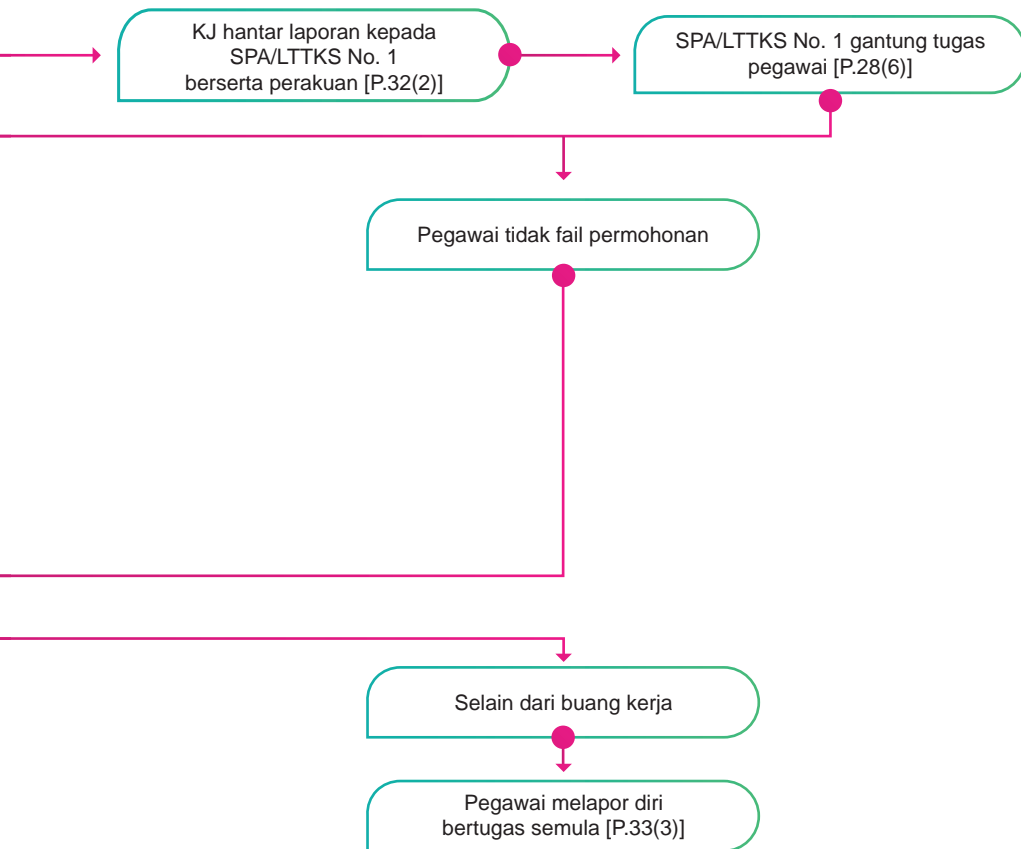 KJ hantar laporan kepada
SPA/LTTKS No. 1
berserta perakuan [P.32(2)]
SPA/LTTKS No. 1 gantung tugas
pegawai [P.28(6)]
Pegawai tidak fail permohonan
Selain dari buang kerja
Pegawai melapor diri
bertugas semula [P.33(3)]